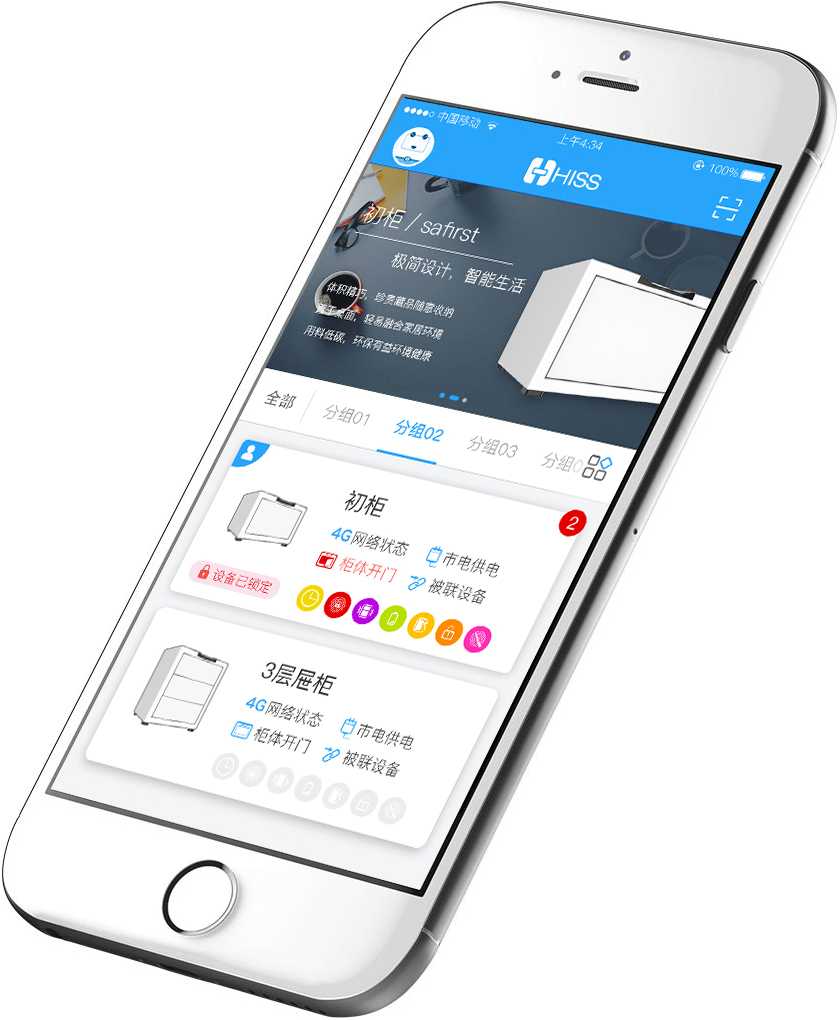 中国移动
上午4:34
100%
HISS
初柜 / safirst
极简设计，智能生活
体积精巧，珍贵藏品随意收纳
桌面，轻易融合家居环境
用料低碳，环保有益环境健康
全部
分组01
分组02
分组03
分组0
初柜
2
4G网络状态
市电供电
柜体开门
被联设备
设备已锁定
3层屉柜
4G网络状态
市电供电
柜体开门
被联设备